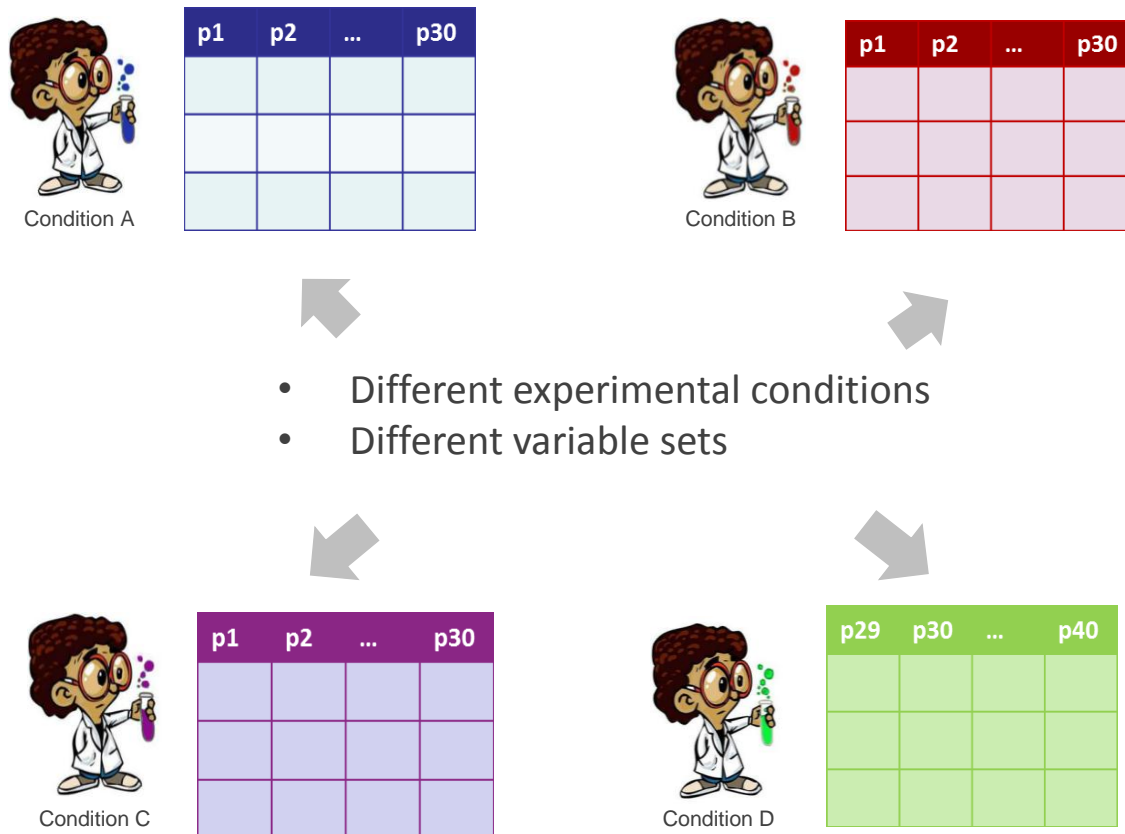 p1 p2 ... p30
Condition A
p1 p2 ... p30
Condition B
• Different experimental conditions
• Different variable sets
p1 p2 ... p30
Condition C
p29 p30 ... p40
Condition D